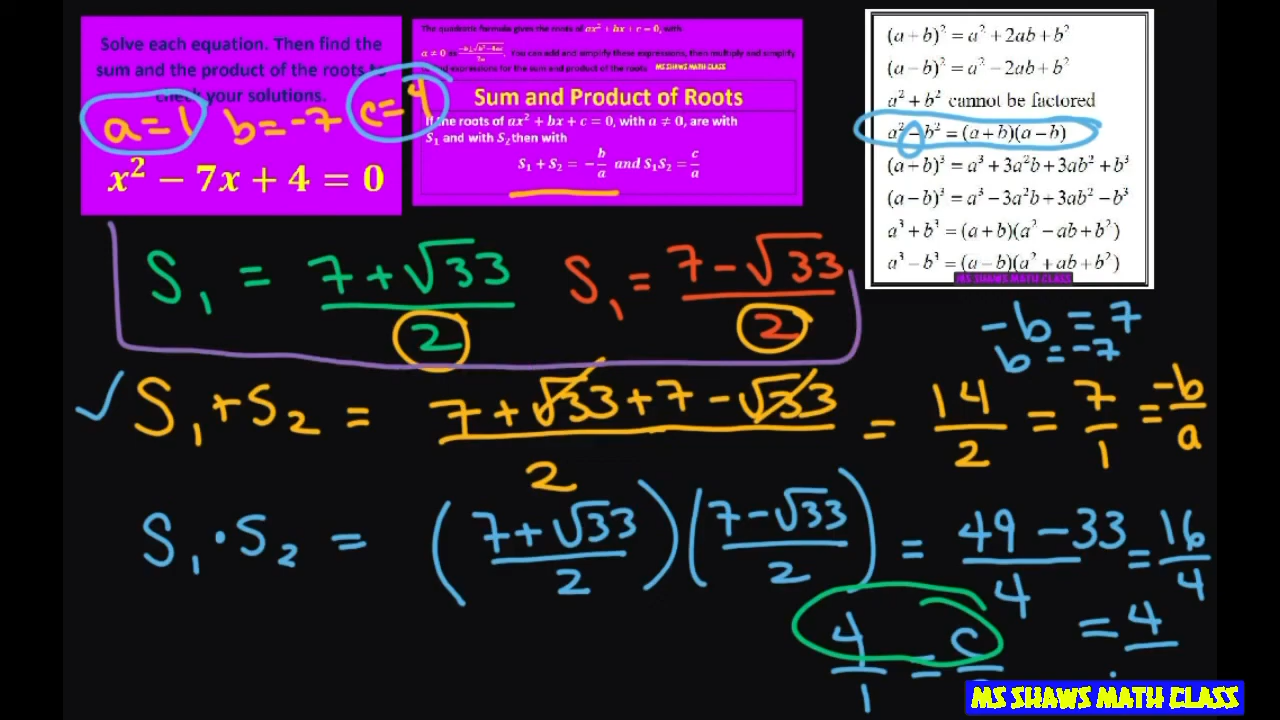 Solve each equation. Then find the
sum and the product of the roots to
check your solutions.
a=1 b=-7 c=4
x² − 7x + 4 = 0
The quadratic formula gives the roots of ax² + bx + c = 0, with
a ≠ 0 as −b±√b²−4ac/2a. You can add and simplify these expressions, then multiply and simplify
expressions for the sum and product of the roots MS SHAWS MATH CLASS
Sum and Product of Roots
If the roots of ax² + bx + c = 0, with a ≠ 0, are with
S₁ and with S₂then with
S₁ + S₂ = − b/a and S₁S₂ = c/a
(a + b)² = a² + 2ab + b²
(a − b)² = a² − 2ab + b²
a² + b² cannot be factored
a² − b² = (a + b)(a − b)
(a + b)³ = a³ + 3a²b + 3ab² + b³
(a − b)³ = a³ − 3a²b + 3ab² − b³
a³ + b³ = (a + b)(a² − ab + b²)
a³ − b³ = (a − b)(a² + ab + b²)
MS SHAWS MATH CLASS
S₁ = 7+√33/2 S₁ = 7−√33/2
−b = 7
b = −7
S₁+S₂ = 7+√33+7−√33/2 = 14/2 = 7/1 = −b/a
S₁·S₂ = (7+√33/2)(7−√33/2) = 49−33/4 = 16/4
= 4
4/1 = c
MS SHAWS MATH CLASS